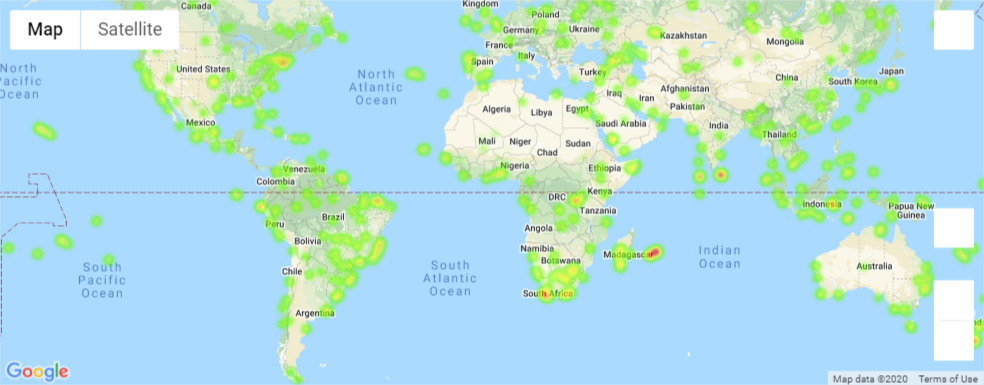 Map
Satellite
Canada
United States
Mexico
North
Pacific
Ocean
North
Atlantic
Ocean
Kingdom
Poland
Germany
Ukraine
France
Italy
Spain
Turkey
Kazakhstan
Mongolia
China
Japan
South Korea
Afghanistan
Iraq
Iran
Pakistan
Algeria
Libya
Egypt
Saudi Arabia
India
Thailand
Mali
Niger
Chad
Sudan
Nigeria
Ethiopia
Venezuela
Colombia
DRC
Kenya
Tanzania
Indonesia
Papua New
Guinea
Peru
Brazil
Bolivia
Angola
Namibia
Botswana
Madagascar
Indian
Ocean
South
Pacific
Ocean
Chile
South
Atlantic
Ocean
South Africa
Australia
Argentina
Google
Map data ©2020
Terms of Use